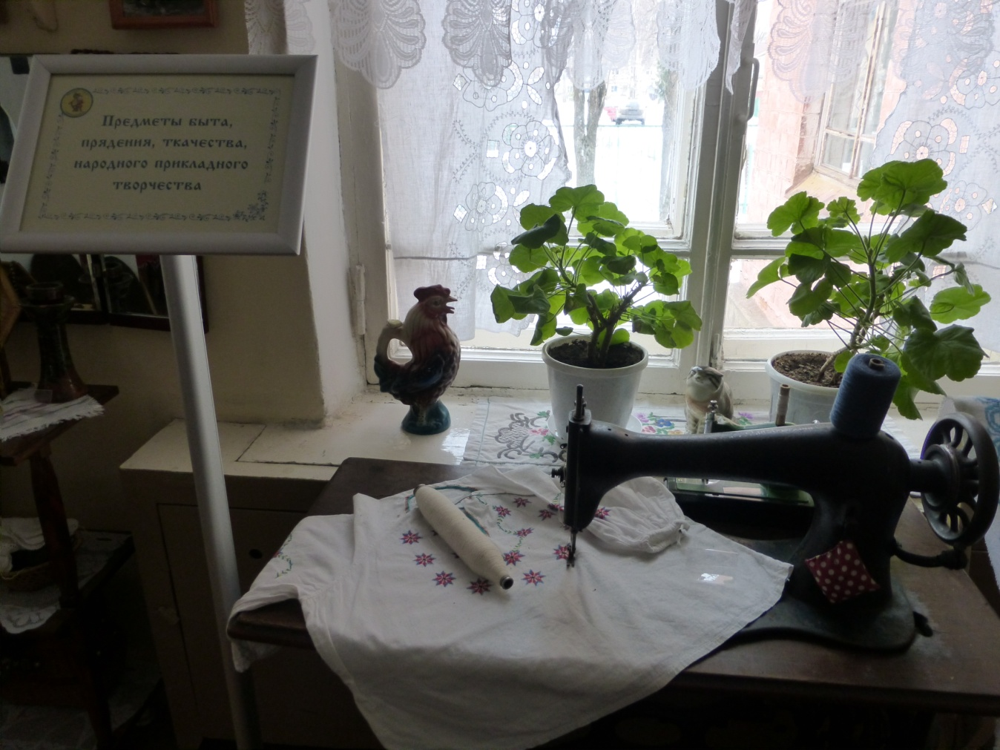 Предметы быта,
прядения, ткачества,
народного прикладного
творчества